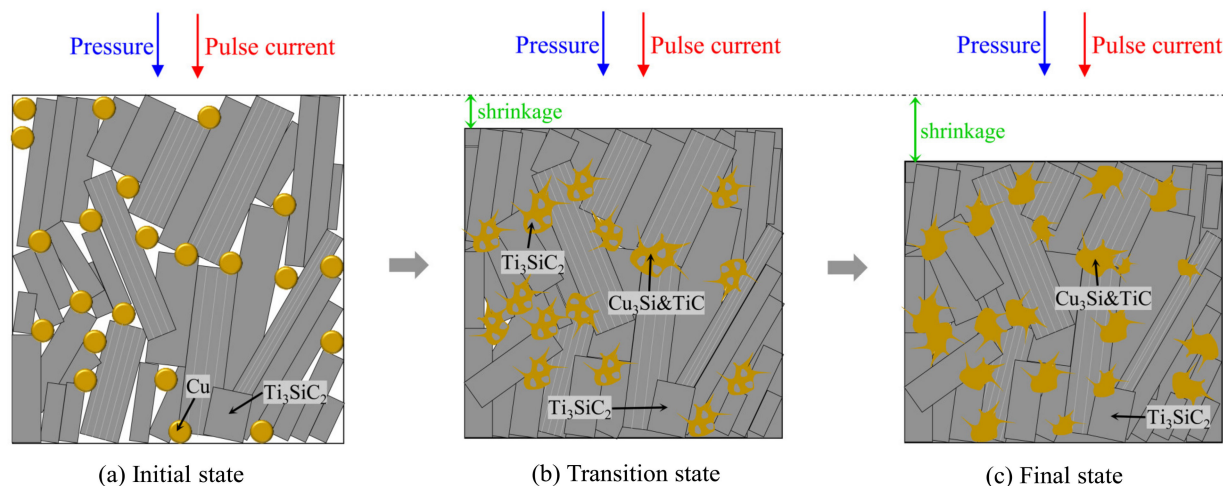 Pressure
Pulse current
Cu
Ti₃SiC₂
(a) Initial state
Pressure
Pulse current
shrinkage
Ti₃SiC₂
Cu₃Si&TiC
Ti₃SiC₂
(b) Transition state
Pressure
Pulse current
shrinkage
Cu₃Si&TiC
Ti₃SiC₂
(c) Final state